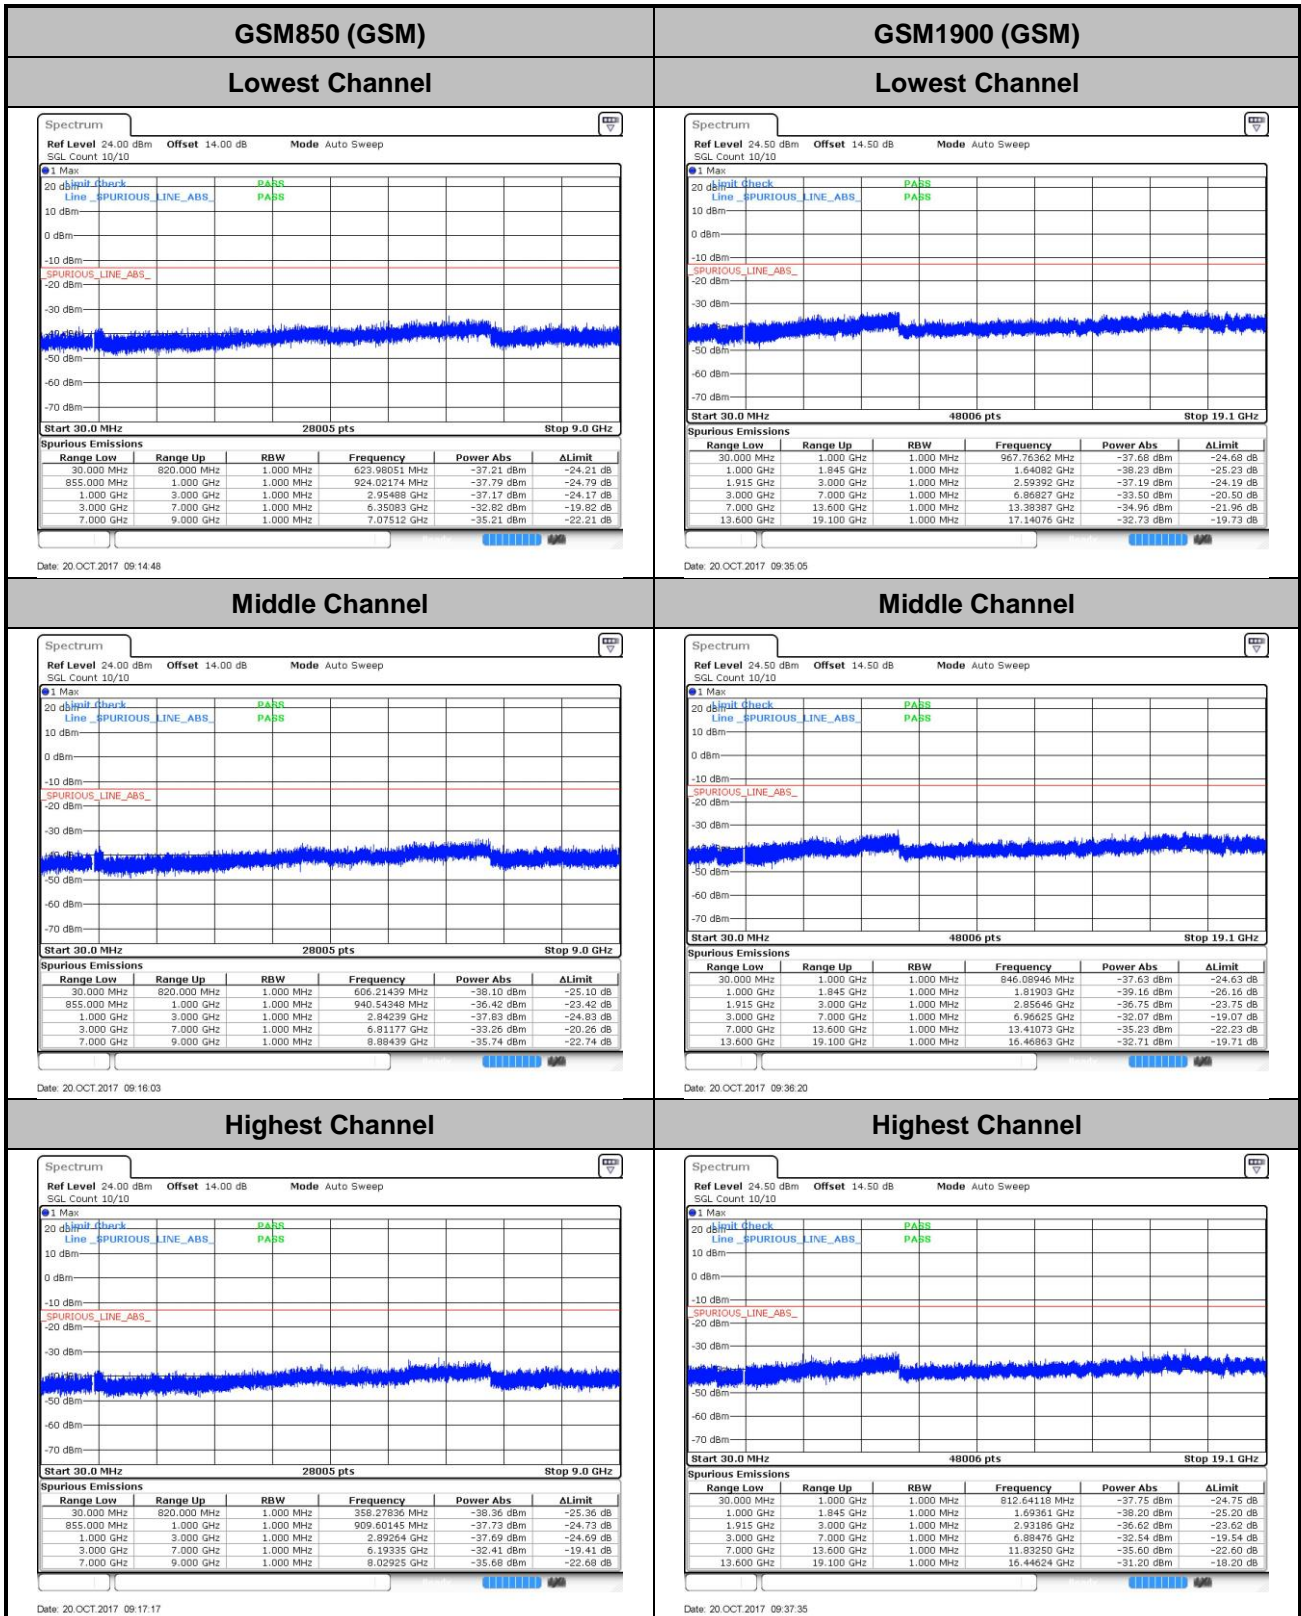 GSM850 (GSM)
GSM1900 (GSM)
Lowest Channel
Lowest Channel
Spectrum
Ref Level 24.00 dBm Offset 14.00 dB Mode Auto Sweep
SGL Count 10/10
1 Max
20 dBm Limit Check PASS
Line _SPURIOUS_LINE_ABS_ PASS
10 dBm
0 dBm
-10 dBm
_SPURIOUS_LINE_ABS_
-20 dBm
-30 dBm
-50 dBm
-60 dBm
-70 dBm
Start 30.0 MHz 28005 pts Stop 9.0 GHz
Spurious Emissions
Range Low Range Up RBW Frequency Power Abs ΔLimit
30.000 MHz 820.000 MHz 1.000 MHz 623.98051 MHz -37.21 dBm -24.21 dB
855.000 MHz 1.000 GHz 1.000 MHz 924.02174 MHz -37.79 dBm -24.79 dB
1.000 GHz 3.000 GHz 1.000 MHz 2.95488 GHz -37.17 dBm -24.17 dB
3.000 GHz 7.000 GHz 1.000 MHz 6.35083 GHz -32.82 dBm -19.82 dB
7.000 GHz 9.000 GHz 1.000 MHz 7.07512 GHz -35.21 dBm -22.21 dB
Date: 20.OCT.2017 09:14:48
Spectrum
Ref Level 24.50 dBm Offset 14.50 dB Mode Auto Sweep
SGL Count 10/10
1 Max
20 dBm Limit Check PASS
Line _SPURIOUS_LINE_ABS_ PASS
10 dBm
0 dBm
-10 dBm
_SPURIOUS_LINE_ABS_
-20 dBm
-30 dBm
-50 dBm
-60 dBm
-70 dBm
Start 30.0 MHz 48006 pts Stop 19.1 GHz
Spurious Emissions
Range Low Range Up RBW Frequency Power Abs ΔLimit
30.000 MHz 1.000 GHz 1.000 MHz 967.76362 MHz -37.68 dBm -24.68 dB
1.000 GHz 1.845 GHz 1.000 MHz 1.64082 GHz -38.23 dBm -25.23 dB
1.915 GHz 3.000 GHz 1.000 MHz 2.59392 GHz -37.19 dBm -24.19 dB
3.000 GHz 7.000 GHz 1.000 MHz 6.86827 GHz -33.50 dBm -20.50 dB
7.000 GHz 13.600 GHz 1.000 MHz 13.38387 GHz -34.96 dBm -21.96 dB
13.600 GHz 19.100 GHz 1.000 MHz 17.14076 GHz -32.73 dBm -19.73 dB
Date: 20.OCT.2017 09:35:05
Middle Channel
Middle Channel
Spectrum
Ref Level 24.00 dBm Offset 14.00 dB Mode Auto Sweep
SGL Count 10/10
1 Max
20 dBm Limit Check PASS
Line _SPURIOUS_LINE_ABS_ PASS
10 dBm
0 dBm
-10 dBm
_SPURIOUS_LINE_ABS_
-20 dBm
-30 dBm
-50 dBm
-60 dBm
-70 dBm
Start 30.0 MHz 28005 pts Stop 9.0 GHz
Spurious Emissions
Range Low Range Up RBW Frequency Power Abs ΔLimit
30.000 MHz 820.000 MHz 1.000 MHz 606.21439 MHz -38.10 dBm -25.10 dB
855.000 MHz 1.000 GHz 1.000 MHz 940.54348 MHz -36.42 dBm -23.42 dB
1.000 GHz 3.000 GHz 1.000 MHz 2.84239 GHz -37.83 dBm -24.83 dB
3.000 GHz 7.000 GHz 1.000 MHz 6.81177 GHz -33.26 dBm -20.26 dB
7.000 GHz 9.000 GHz 1.000 MHz 8.88439 GHz -35.74 dBm -22.74 dB
Date: 20.OCT.2017 09:16:03
Spectrum
Ref Level 24.50 dBm Offset 14.50 dB Mode Auto Sweep
SGL Count 10/10
1 Max
20 dBm Limit Check PASS
Line _SPURIOUS_LINE_ABS_ PASS
10 dBm
0 dBm
-10 dBm
_SPURIOUS_LINE_ABS_
-20 dBm
-30 dBm
-50 dBm
-60 dBm
-70 dBm
Start 30.0 MHz 48006 pts Stop 19.1 GHz
Spurious Emissions
Range Low Range Up RBW Frequency Power Abs ΔLimit
30.000 MHz 1.000 GHz 1.000 MHz 846.08946 MHz -37.63 dBm -24.63 dB
1.000 GHz 1.845 GHz 1.000 MHz 1.81903 GHz -39.16 dBm -26.16 dB
1.915 GHz 3.000 GHz 1.000 MHz 2.85646 GHz -36.75 dBm -23.75 dB
3.000 GHz 7.000 GHz 1.000 MHz 6.96625 GHz -32.07 dBm -19.07 dB
7.000 GHz 13.600 GHz 1.000 MHz 13.41073 GHz -35.23 dBm -22.23 dB
13.600 GHz 19.100 GHz 1.000 MHz 16.46863 GHz -32.71 dBm -19.71 dB
Date: 20.OCT.2017 09:36:20
Highest Channel
Highest Channel
Spectrum
Ref Level 24.00 dBm Offset 14.00 dB Mode Auto Sweep
SGL Count 10/10
1 Max
20 dBm Limit Check PASS
Line _SPURIOUS_LINE_ABS_ PASS
10 dBm
0 dBm
-10 dBm
_SPURIOUS_LINE_ABS_
-20 dBm
-30 dBm
-50 dBm
-60 dBm
-70 dBm
Start 30.0 MHz 28005 pts Stop 9.0 GHz
Spurious Emissions
Range Low Range Up RBW Frequency Power Abs ΔLimit
30.000 MHz 820.000 MHz 1.000 MHz 358.27836 MHz -38.36 dBm -25.36 dB
855.000 MHz 1.000 GHz 1.000 MHz 909.60145 MHz -37.73 dBm -24.73 dB
1.000 GHz 3.000 GHz 1.000 MHz 2.89264 GHz -37.69 dBm -24.69 dB
3.000 GHz 7.000 GHz 1.000 MHz 6.19335 GHz -32.41 dBm -19.41 dB
7.000 GHz 9.000 GHz 1.000 MHz 8.02925 GHz -35.68 dBm -22.68 dB
Date: 20.OCT.2017 09:17:17
Spectrum
Ref Level 24.50 dBm Offset 14.50 dB Mode Auto Sweep
SGL Count 10/10
1 Max
20 dBm Limit Check PASS
Line _SPURIOUS_LINE_ABS_ PASS
10 dBm
0 dBm
-10 dBm
_SPURIOUS_LINE_ABS_
-20 dBm
-30 dBm
-50 dBm
-60 dBm
-70 dBm
Start 30.0 MHz 48006 pts Stop 19.1 GHz
Spurious Emissions
Range Low Range Up RBW Frequency Power Abs ΔLimit
30.000 MHz 1.000 GHz 1.000 MHz 812.64118 MHz -37.75 dBm -24.75 dB
1.000 GHz 1.845 GHz 1.000 MHz 1.69361 GHz -38.20 dBm -25.20 dB
1.915 GHz 3.000 GHz 1.000 MHz 2.93186 GHz -36.62 dBm -23.62 dB
3.000 GHz 7.000 GHz 1.000 MHz 6.88476 GHz -32.54 dBm -19.54 dB
7.000 GHz 13.600 GHz 1.000 MHz 11.83250 GHz -35.60 dBm -22.60 dB
13.600 GHz 19.100 GHz 1.000 MHz 16.44624 GHz -31.20 dBm -18.20 dB
Date: 20.OCT.2017 09:37:35